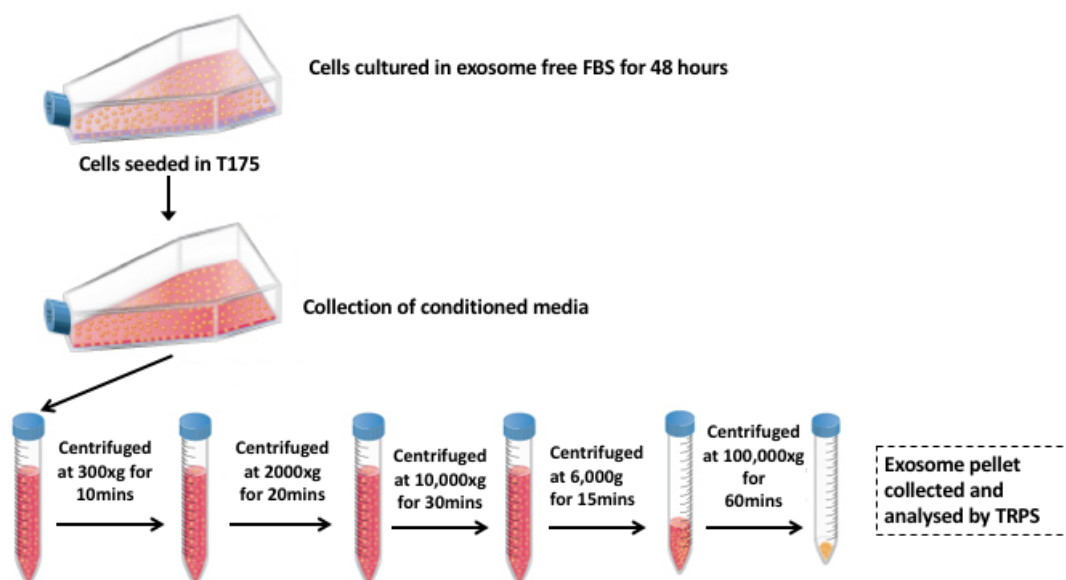 Cells cultured in exosome free FBS for 48 hours
Cells seeded in T175
Collection of conditioned media
Centrifuged
at 300xg for
10mins
Centrifuged
at 2000xg
for 20mins
Centrifuged
at 10,000xg
for 30mins
Centrifuged
at 6,000g
for 15mins
Centrifuged
at 100,000xg
for
60mins
Exosome pellet
collected and
analysed by TRPS